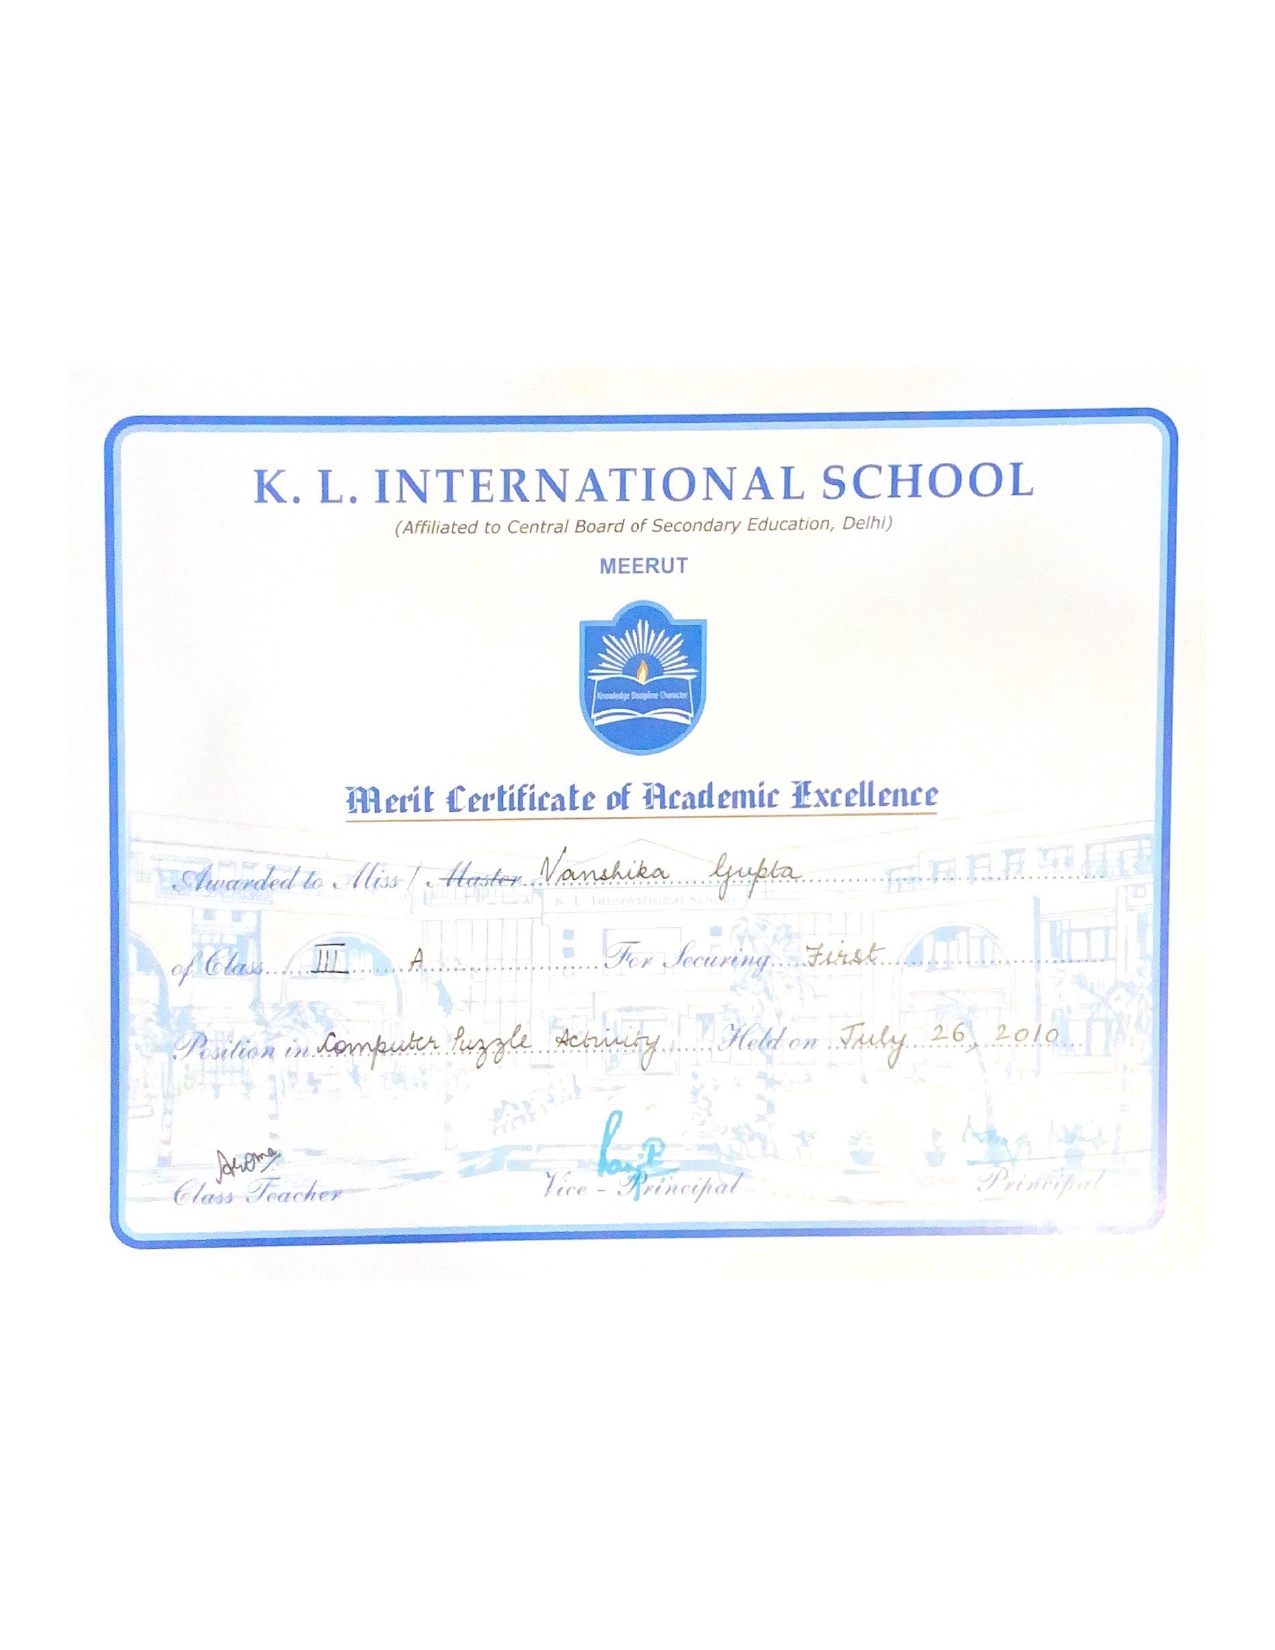 K. L. INTERNATIONAL SCHOOL
(Affiliated to Central Board of Secondary Education, Delhi)
MEERUT
Knowledge Discipline Character
Merit Certificate of Academic Excellence
Awarded to Miss / Master Vanshika Gupta
K. L. International School
of Class III A For Securing First
Position in Computer Puzzle Activity Held on July 26, 2010
Class Teacher Vice - Principal Principal